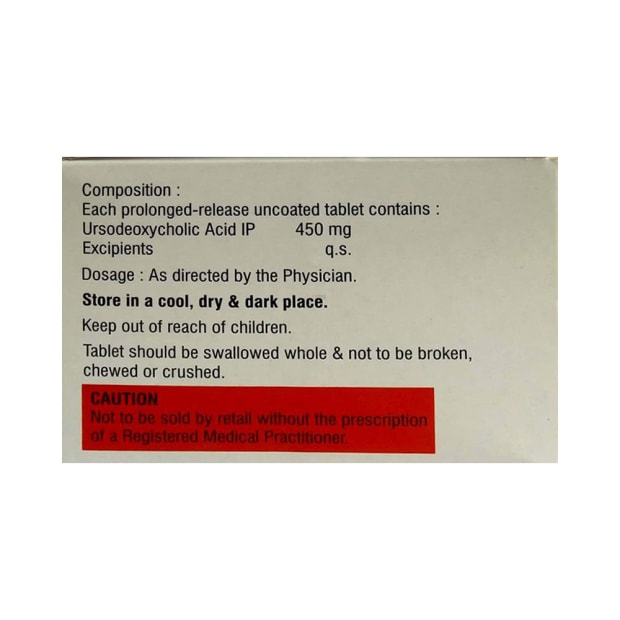 Composition :
Each prolonged-release uncoated tablet contains :
Ursodeoxycholic Acid IP 450 mg
Excipients q.s.
Dosage : As directed by the Physician.
Store in a cool, dry & dark place.
Keep out of reach of children.
Tablet should be swallowed whole & not to be broken,
chewed or crushed.
CAUTION
Not to be sold by retail without the prescription
of a Registered Medical Practitioner.